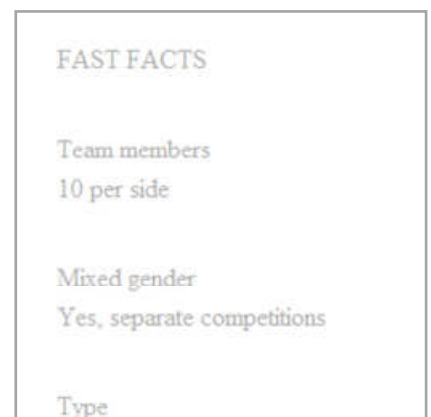 FAST FACTS
Team members
10 per side
Mixed gender
Yes, separate competitions
Type